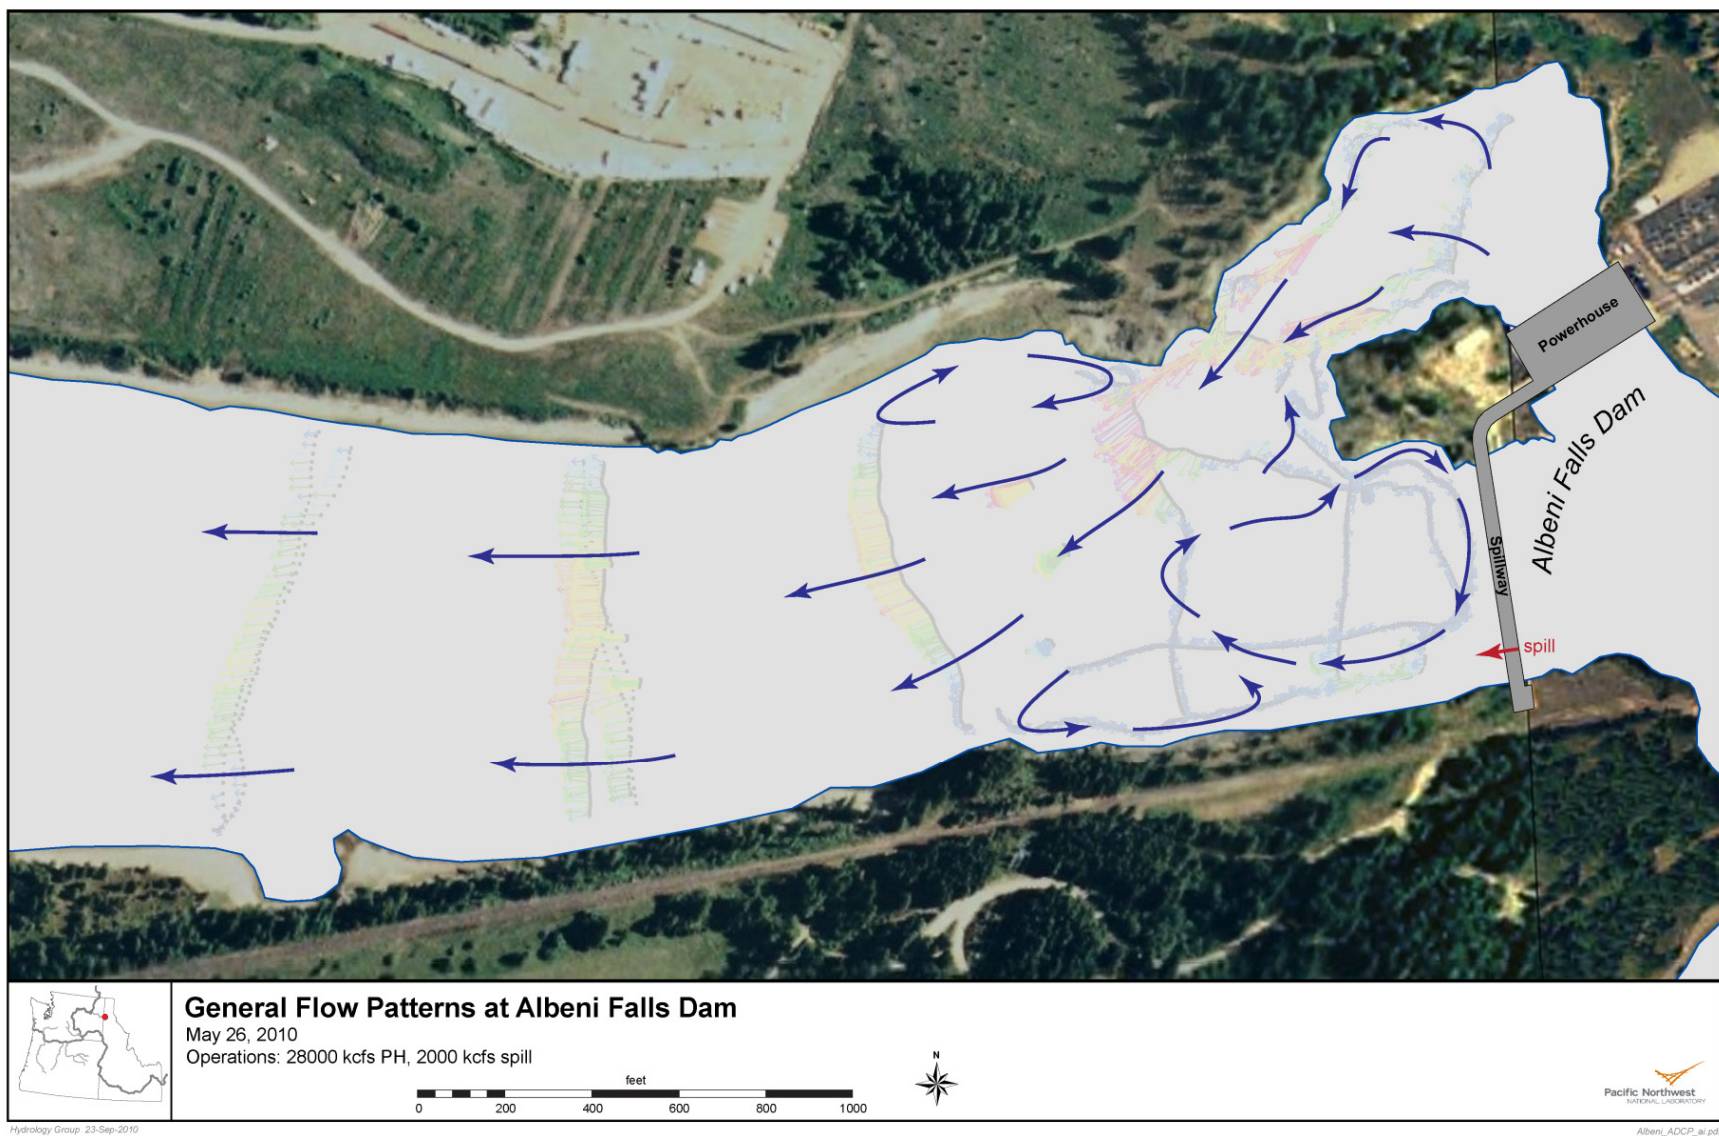 Powerhouse
Albeni Falls Dam
Spillway
spill
General Flow Patterns at Albeni Falls Dam
May 26, 2010
Operations: 28000 kcfs PH, 2000 kcfs spill
feet
0 200 400 600 800 1000
N
Pacific Northwest
NATIONAL LABORATORY
Hydrology Group 23-Sep-2010
Albeni_ADCP_ai.pd